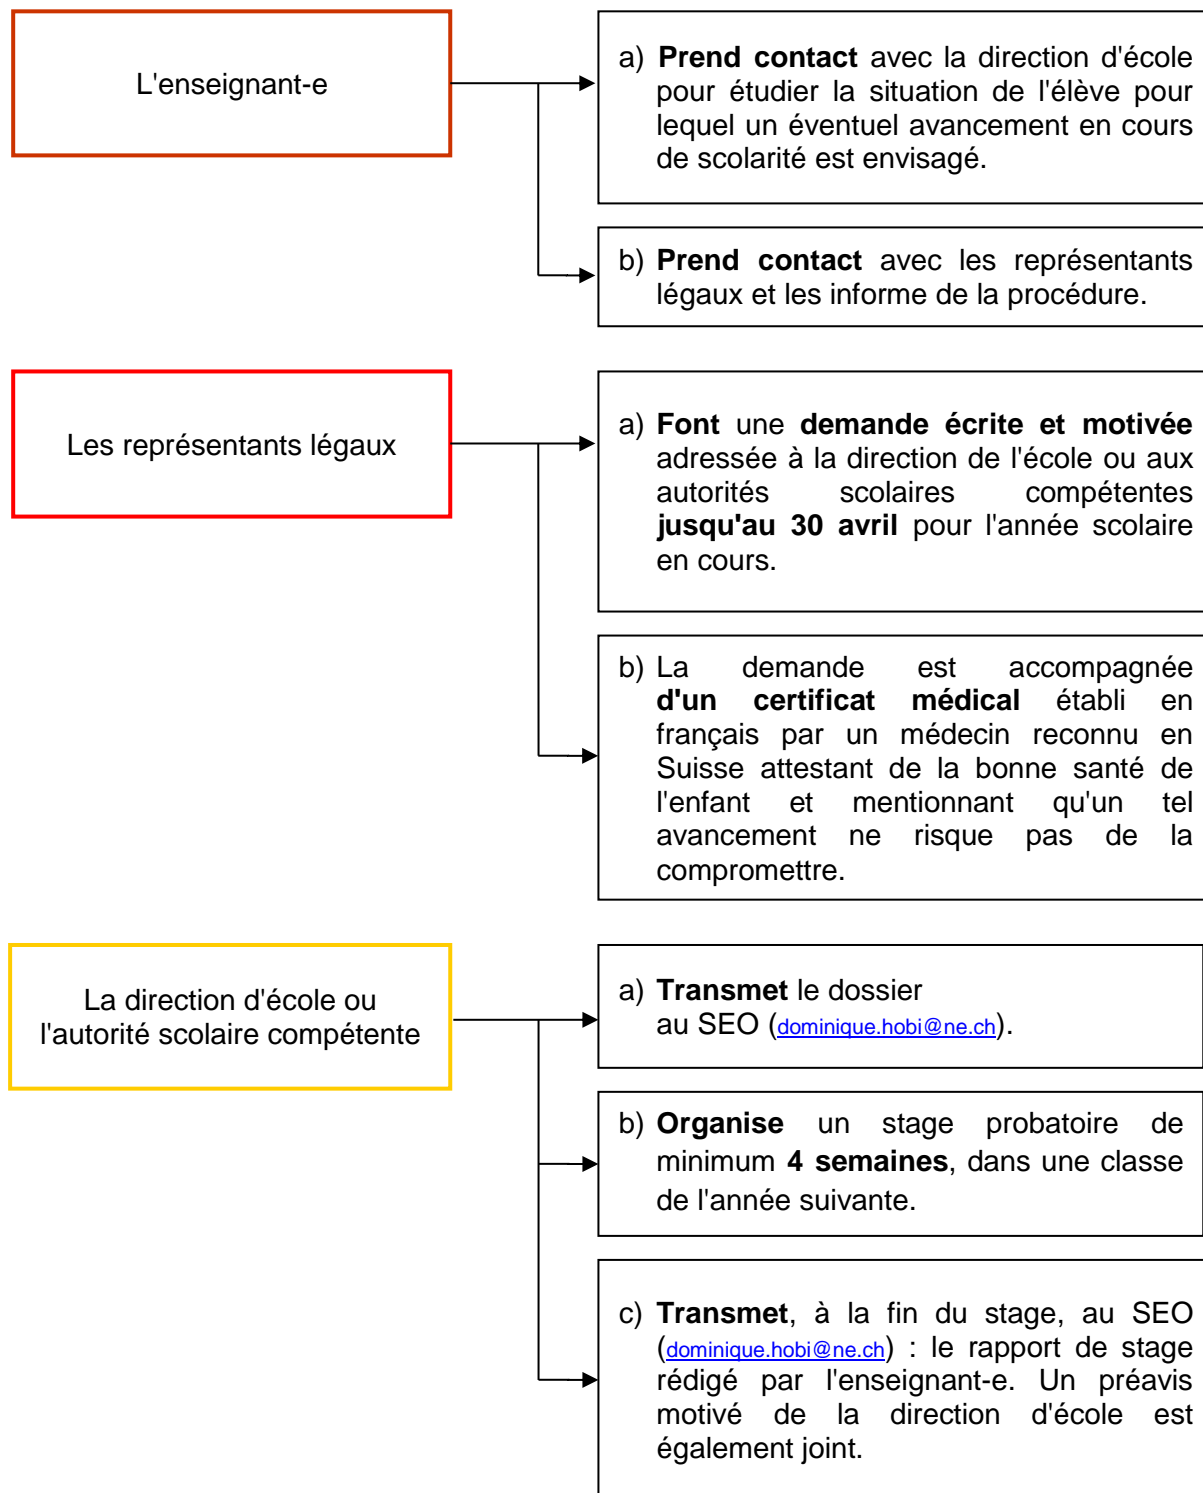 L'enseignant-e
a) Prend contact avec la direction d'école
pour étudier la situation de l'élève pour
lequel un éventuel avancement en cours
de scolarité est envisagé.
b) Prend contact avec les représentants
légaux et les informe de la procédure.
Les représentants légaux
a) Font une demande écrite et motivée
adressée à la direction de l'école ou aux
autorités scolaires compétentes
jusqu'au 30 avril pour l'année scolaire
en cours.
b) La demande est accompagnée
d'un certificat médical établi en
français par un médecin reconnu en
Suisse attestant de la bonne santé de
l'enfant et mentionnant qu'un tel
avancement ne risque pas de la
compromettre.
La direction d'école ou
l'autorité scolaire compétente
a) Transmet le dossier
au SEO (dominique.hobi@ne.ch).
b) Organise un stage probatoire de
minimum 4 semaines, dans une classe
de l'année suivante.
c) Transmet, à la fin du stage, au SEO
(dominique.hobi@ne.ch) : le rapport de stage
rédigé par l'enseignant-e. Un préavis
motivé de la direction d'école est
également joint.